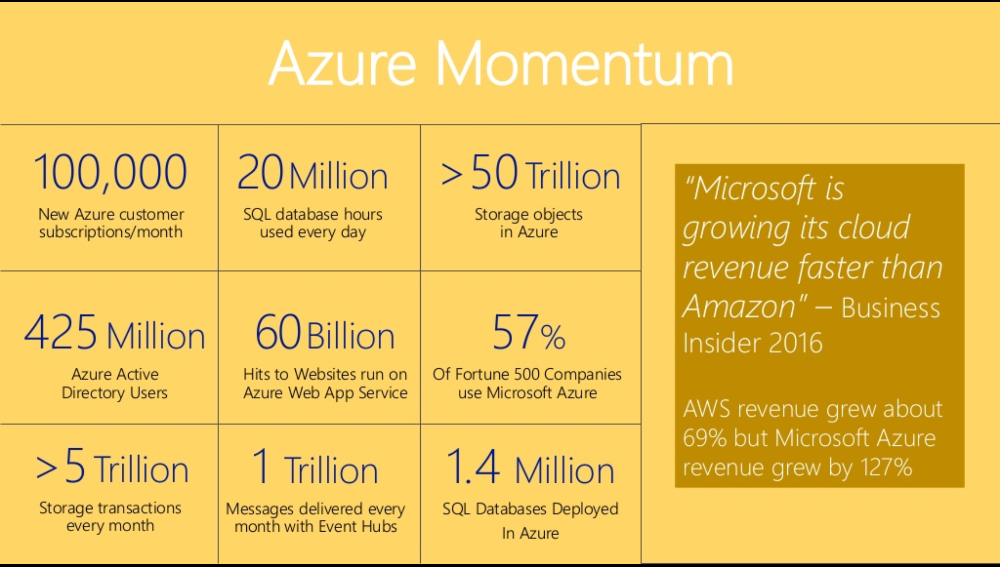 Azure Momentum
100,000
New Azure customer
subscriptions/month
20 Million
SQL database hours
used every day
> 50 Trillion
Storage objects
in Azure
425 Million
Azure Active
Directory Users
60 Billion
Hits to Websites run on
Azure Web App Service
57%
Of Fortune 500 Companies
use Microsoft Azure
> 5 Trillion
Storage transactions
every month
1 Trillion
Messages delivered every
month with Event Hubs
1.4 Million
SQL Databases Deployed
In Azure
"Microsoft is
growing its cloud
revenue faster than
Amazon" – Business
Insider 2016
AWS revenue grew about
69% but Microsoft Azure
revenue grew by 127%